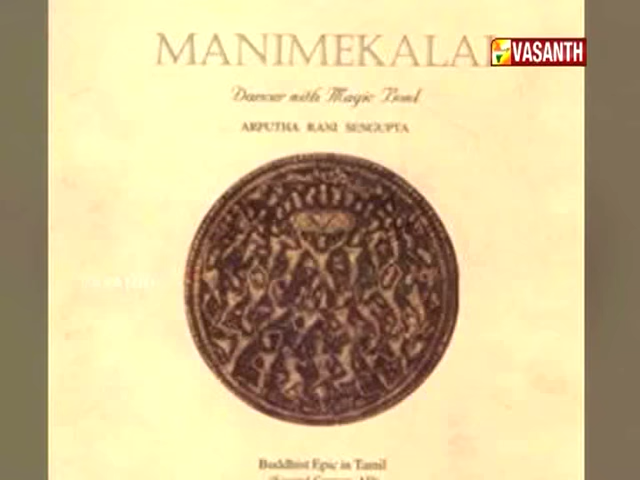 MANIMEKALAI
VASANTH
Dancer with Magic Bowl
ARPUTHA RANI SENGUPTA
Buddhist Epic in Tamil